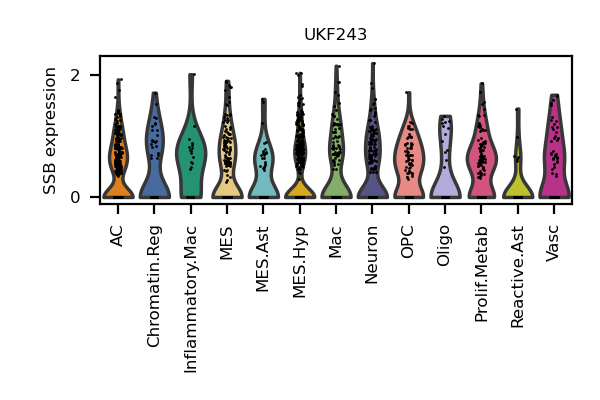 UKF243
SSB expression
2
0
AC
Chromatin.Reg
Inflammatory.Mac
MES
MES.Ast
MES.Hyp
Mac
Neuron
OPC
Oligo
Prolif.Metab
Reactive.Ast
Vasc